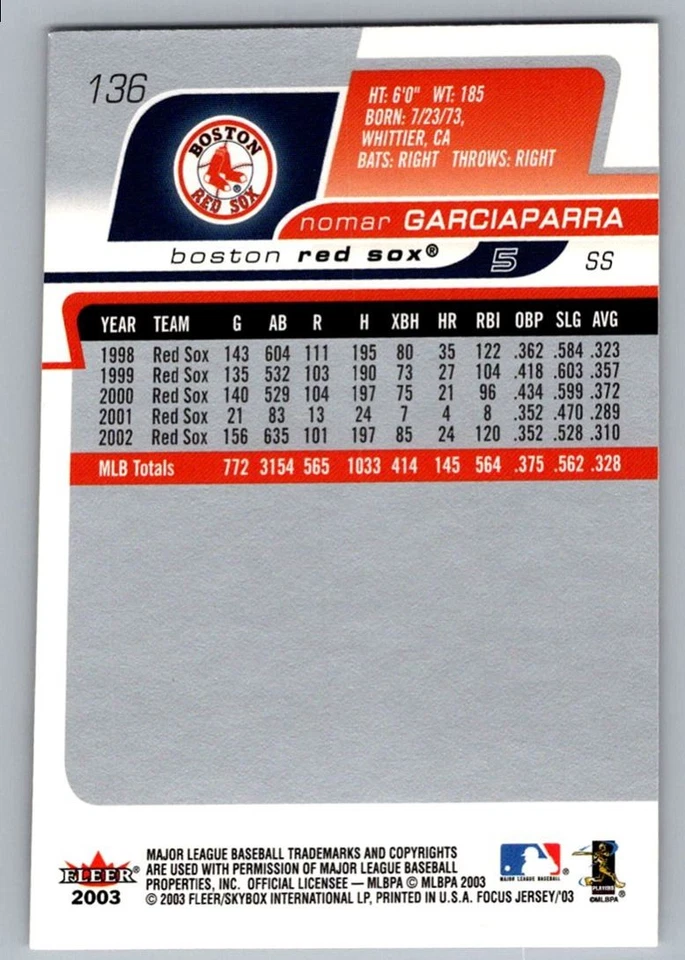 136
BOSTON
RED SOX®
HT: 6'0" WT: 185
BORN: 7/23/73,
WHITTIER, CA
BATS: RIGHT THROWS: RIGHT
nomar GARCIAPARRA
boston red sox® 5 SS
YEAR TEAM G AB R H XBH HR RBI OBP SLG AVG
1998 Red Sox 143 604 111 195 80 35 122 .362 .584 .323
1999 Red Sox 135 532 103 190 73 27 104 .418 .603 .357
2000 Red Sox 140 529 104 197 75 21 96 .434 .599 .372
2001 Red Sox 21 83 13 24 7 4 8 .352 .470 .289
2002 Red Sox 156 635 101 197 85 24 120 .352 .528 .310
MLB Totals 772 3154 565 1033 414 145 564 .375 .562 .328
FLEER®
2003
MAJOR LEAGUE BASEBALL TRADEMARKS AND COPYRIGHTS
ARE USED WITH PERMISSION OF MAJOR LEAGUE BASEBALL
PROPERTIES, INC. OFFICIAL LICENSEE — MLBPA © MLBPA 2003
© 2003 FLEER/SKYBOX INTERNATIONAL LP, PRINTED IN U.S.A. FOCUS JERSEY/'03
MAJOR LEAGUE BASEBALL®
PLAYERS
©MLBPA